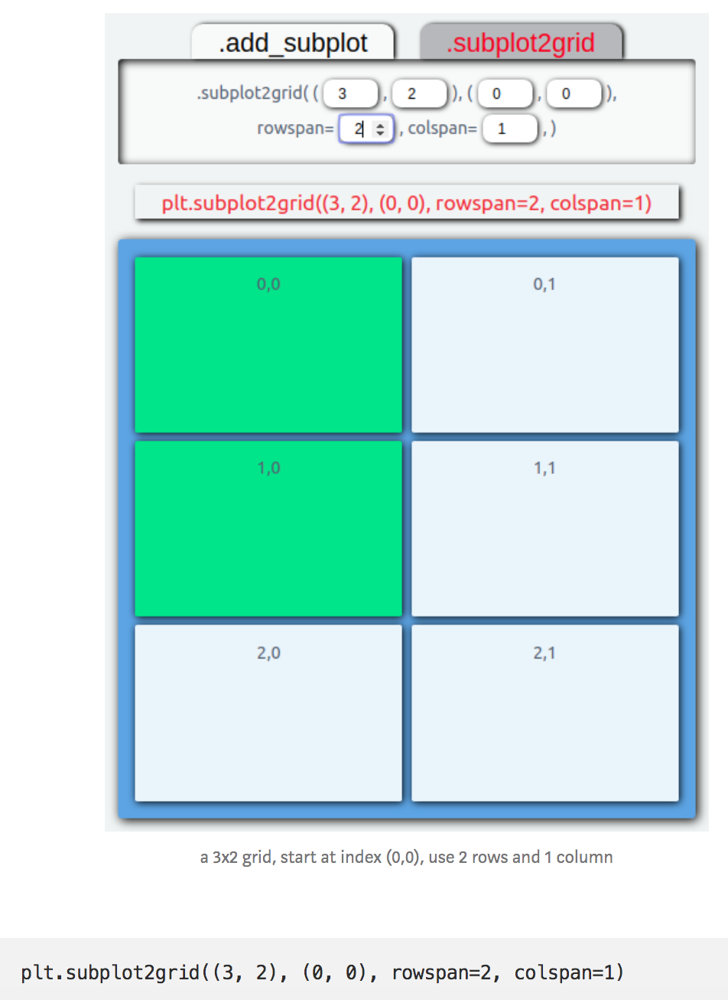 .add_subplot .subplot2grid
.subplot2grid( ( 3 , 2 ), ( 0 , 0 ),
rowspan= 2 , colspan= 1 , )
plt.subplot2grid((3, 2), (0, 0), rowspan=2, colspan=1)
0,0 0,1
1,0 1,1
2,0 2,1
a 3x2 grid, start at index (0,0), use 2 rows and 1 column
plt.subplot2grid((3, 2), (0, 0), rowspan=2, colspan=1)